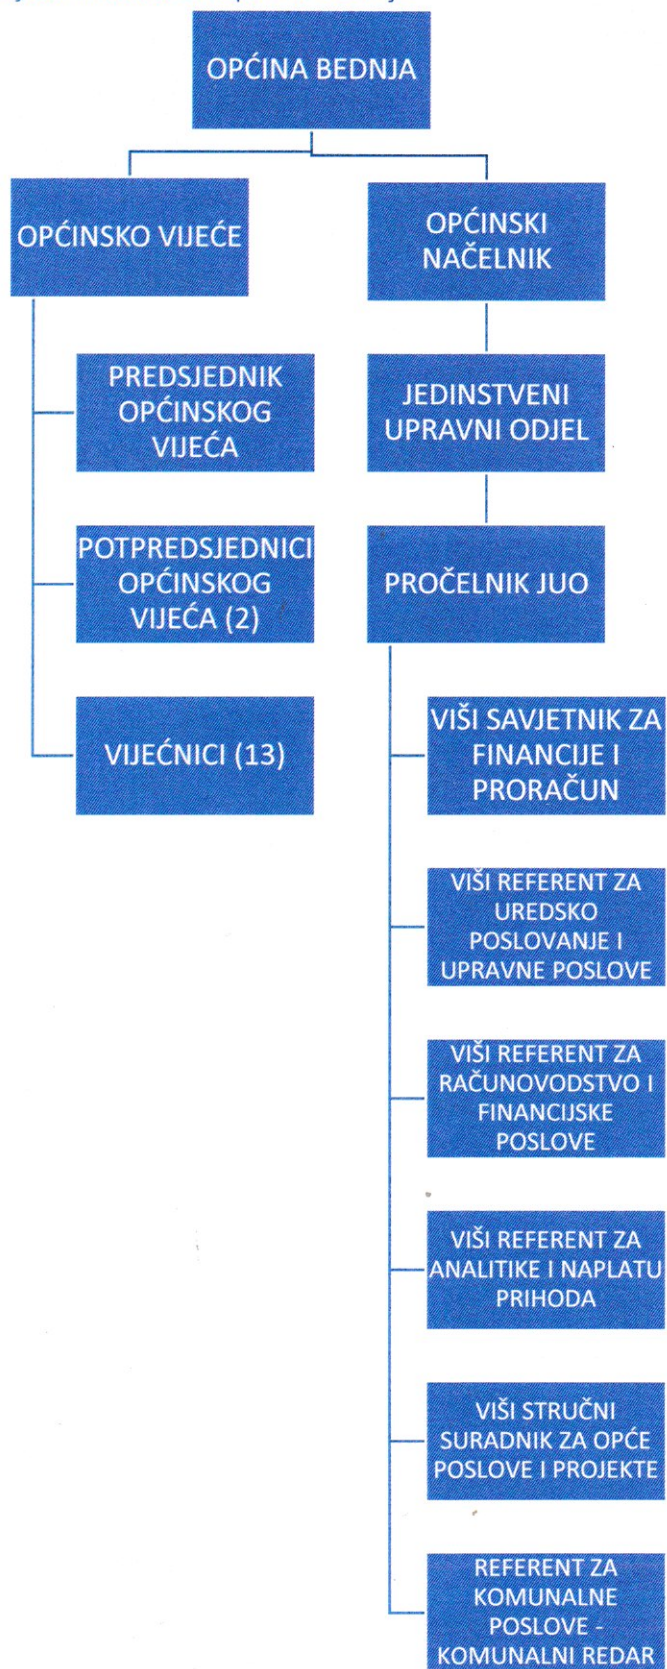 OPĆINA BEDNJA
OPĆINSKO VIJEĆE
PREDSJEDNIK
OPĆINSKOG
VIJEĆA
POTPREDSJEDNICI
OPĆINSKOG
VIJEĆA (2)
VIJEĆNICI (13)
OPĆINSKI
NAČELNIK
JEDINSTVENI
UPRAVNI ODJEL
PROČELNIK JUO
VIŠI SAVJETNIK ZA
FINANCIJE I
PRORAČUN
VIŠI REFERENT ZA
UREDSKO
POSLOVANJE I
UPRAVNE POSLOVE
VIŠI REFERENT ZA
RAČUNOVODSTVO I
FINANCIJSKE
POSLOVE
VIŠI REFERENT ZA
ANALITIKE I NAPLATU
PRIHODA
VIŠI STRUČNI
SURADNIK ZA OPĆE
POSLOVE I PROJEKTE
REFERENT ZA
KOMUNALNE
POSLOVE -
KOMUNALNI REDAR